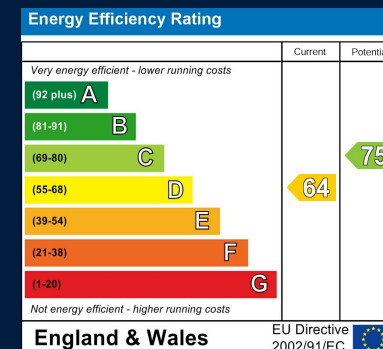 Energy Efficiency Rating
Current Potentia
Very energy efficient - lower running costs
(92 plus) A
(81-91) B
(69-80) C
75
(55-68) D
64
(39-54) E
(21-38) F
(1-20) G
Not energy efficient - higher running costs
England & Wales
EU Directive
2002/91/EC